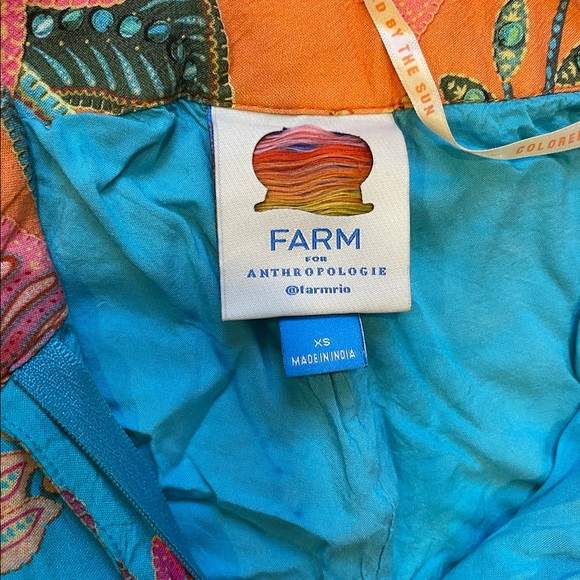 D BY THE SUN
COLORE
FARM
FOR
ANTHROPOLOGIE
@farmrio
XS
MADE IN INDIA